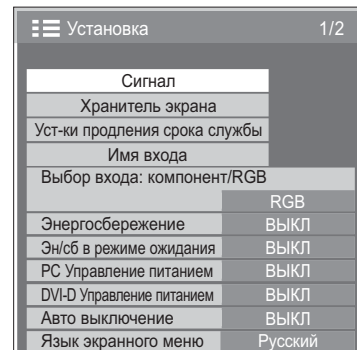 Установка 1/2
Сигнал
Хранитель экрана
Уст-ки продления срока службы
Имя входа
Выбор входа: компонент/RGB
RGB
Энергосбережение ВЫКЛ
Эн/сб в режиме ожидания ВЫКЛ
PC Управление питанием ВЫКЛ
DVI-D Управление питанием ВЫКЛ
Авто выключение ВЫКЛ
Язык экранного меню Русский